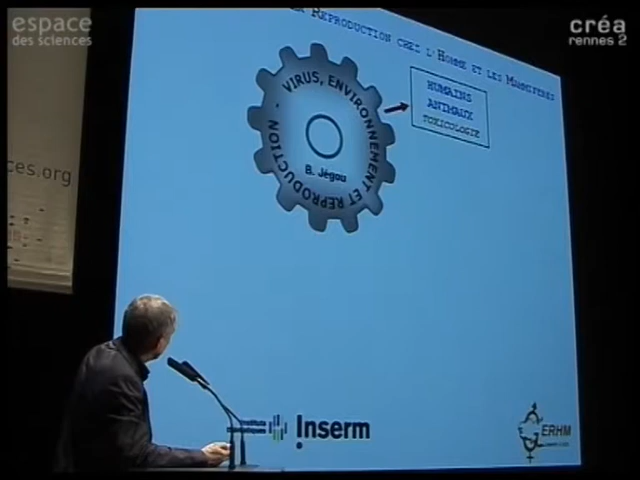 espace
des sciences
créa
rennes 2
Reproduction chez l'Homme et les Mammifères
VIRUS, ENVIRONNEMENT ET REPRODUCTION -
B. Jégou
HUMAINS
ANIMAUX
TOXICOLOGIE
ces.org
Inserm
GERHM